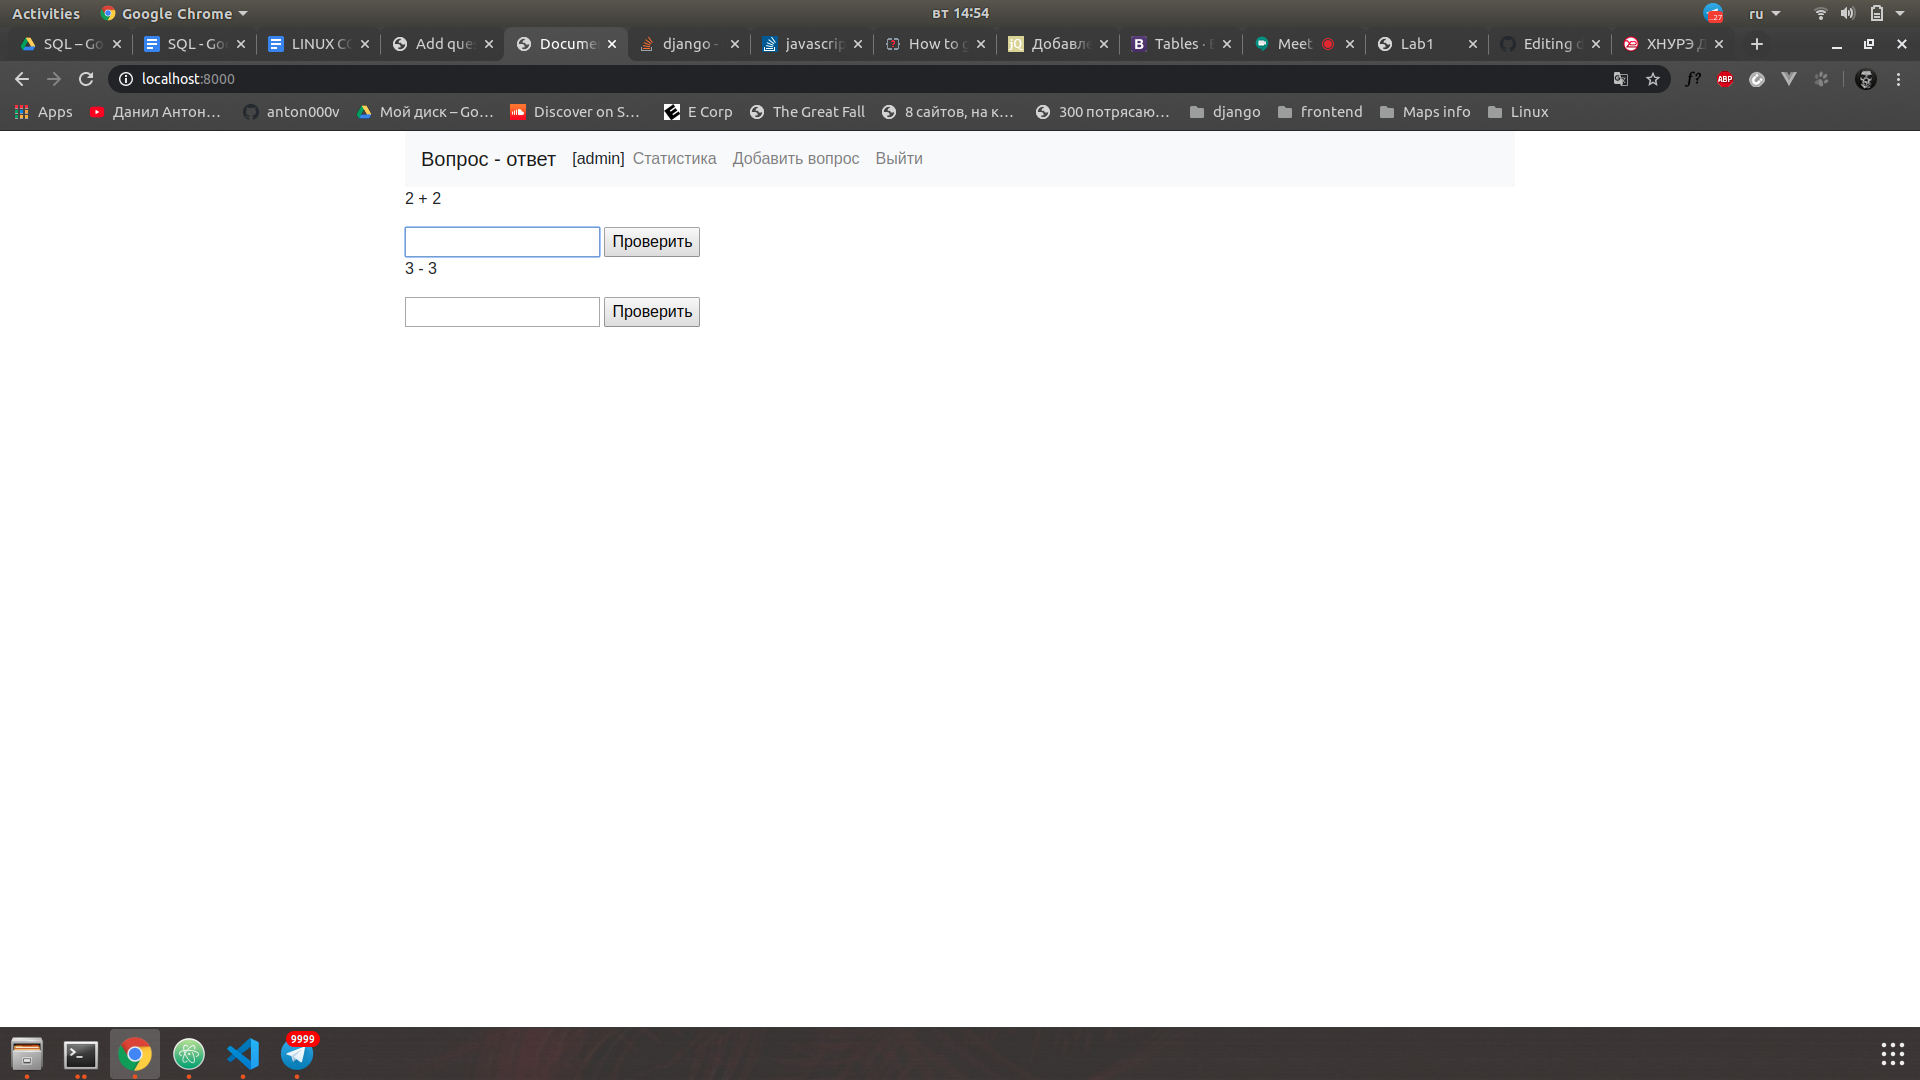 Activities Google Chrome вт 14:54 27 ru
SQL – Go SQL - Go LINUX C Add que Docume django - javascrip How to g Добавле Tables · Meet Lab1 Editing ХНУРЭ Д
localhost:8000 f? ABP
Apps Данил Антон... anton000v Мой диск – Go... Discover on S... E Corp The Great Fall 8 сайтов, на к... 300 потрясаю... django frontend Maps info Linux
Вопрос - ответ [admin] Статистика Добавить вопрос Выйти
2 + 2
Проверить
3 - 3
Проверить
9999